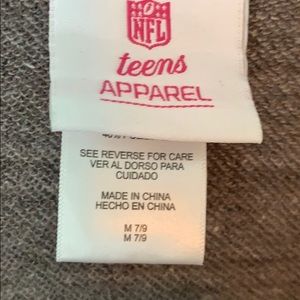 NFL
teens
APPAREL
SEE REVERSE FOR CARE
VER AL DORSO PARA
CUIDADO
MADE IN CHINA
HECHO EN CHINA
M 7/9
M 7/9